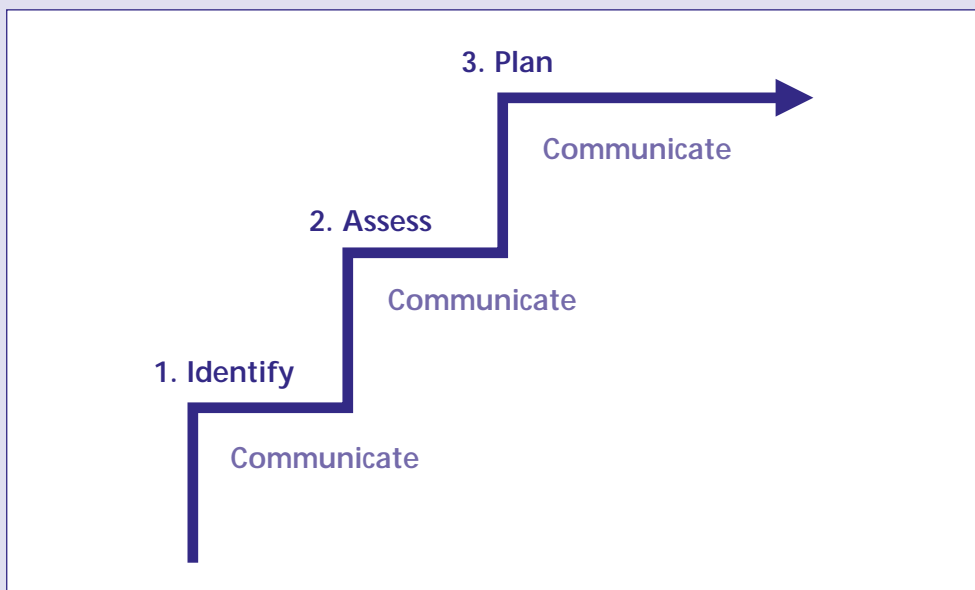 3. Plan
Communicate
2. Assess
Communicate
1. Identify
Communicate